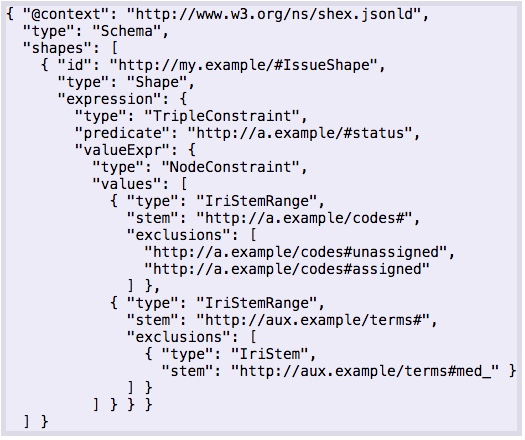 { "@context": "http://www.w3.org/ns/shex.jsonld",
  "type": "Schema",
  "shapes": [
    { "id": "http://my.example/#IssueShape",
      "type": "Shape",
      "expression": {
        "type": "TripleConstraint",
        "predicate": "http://a.example/#status",
        "valueExpr": {
          "type": "NodeConstraint",
          "values": [
            { "type": "IriStemRange",
              "stem": "http://a.example/codes#",
              "exclusions": [
                "http://a.example/codes#unassigned",
                "http://a.example/codes#assigned"
              ] },
            { "type": "IriStemRange",
              "stem": "http://aux.example/terms#",
              "exclusions": [
                { "type": "IriStem",
                  "stem": "http://aux.example/terms#med_" }
              ] }
          ] } } }
  ] }